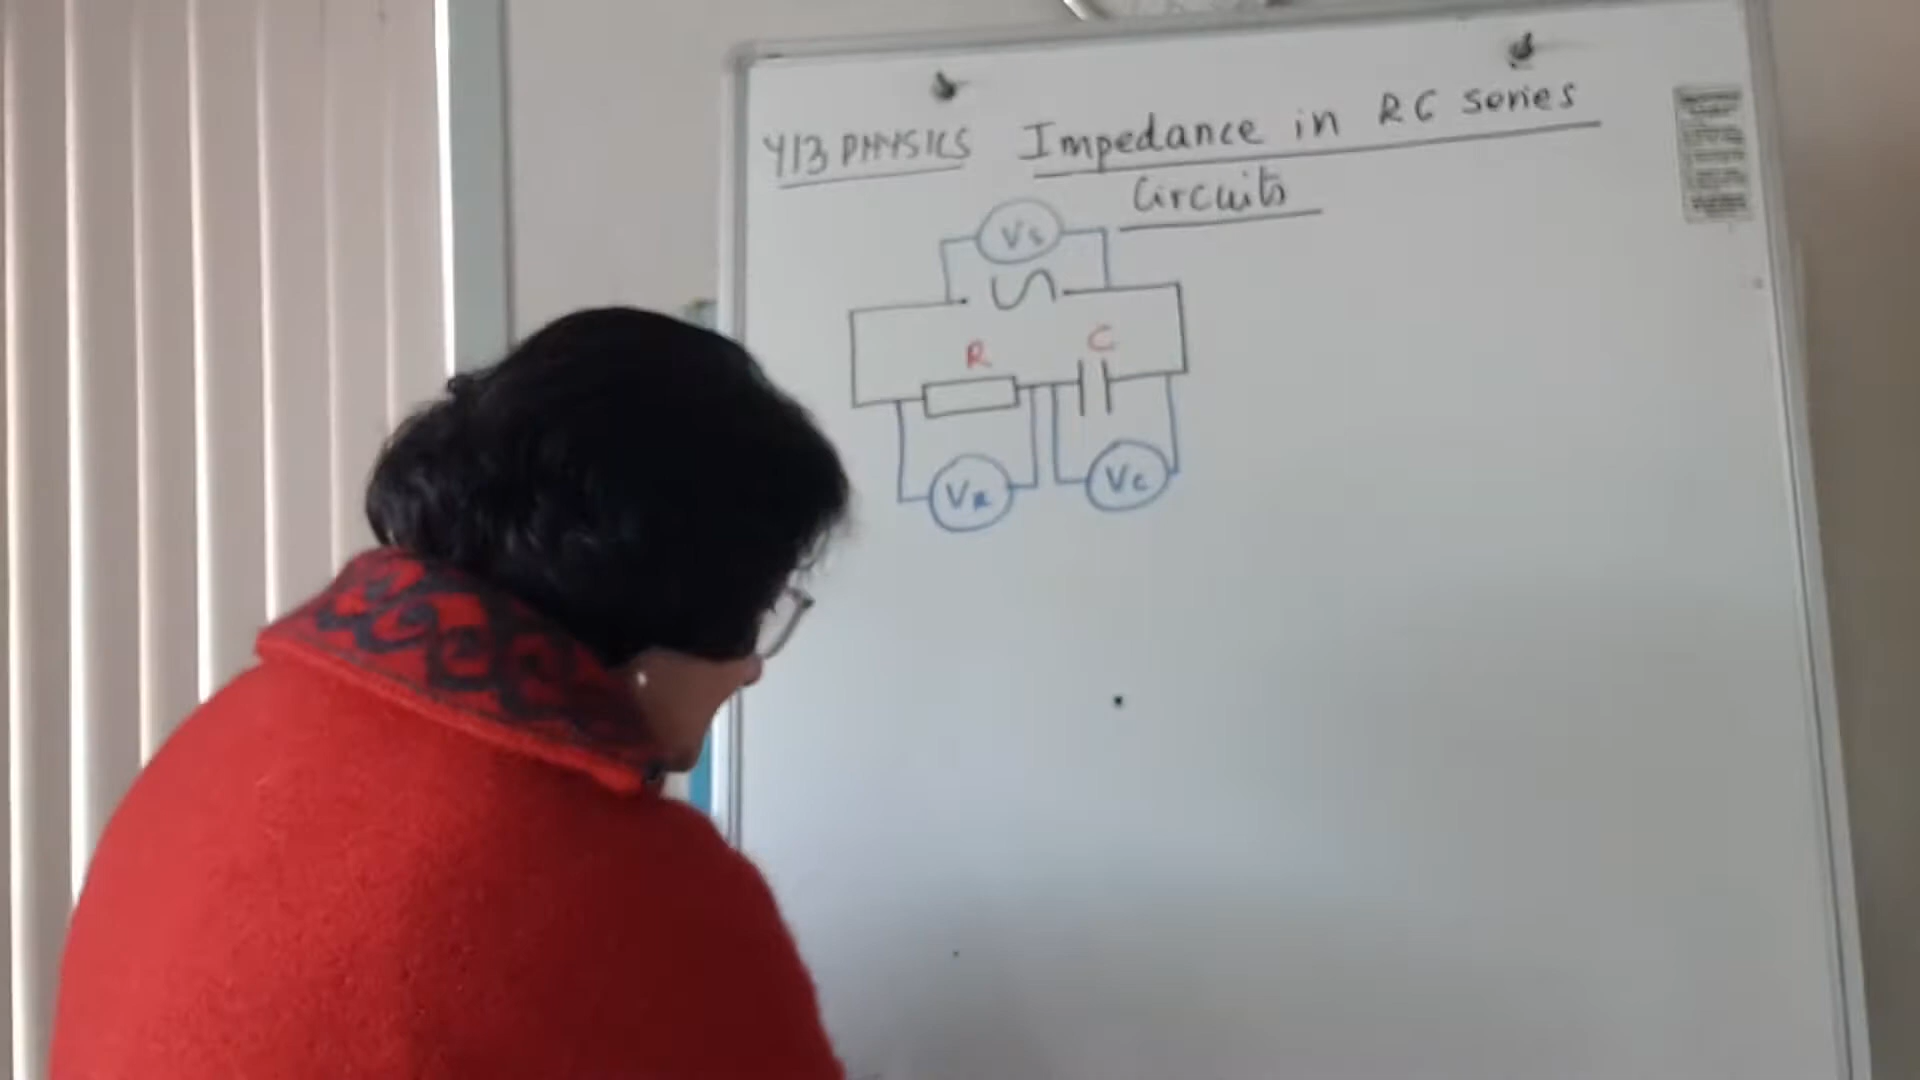 Y13 PHYSICS Impedance in RC series
Circuits
Vs
R C
VR VC